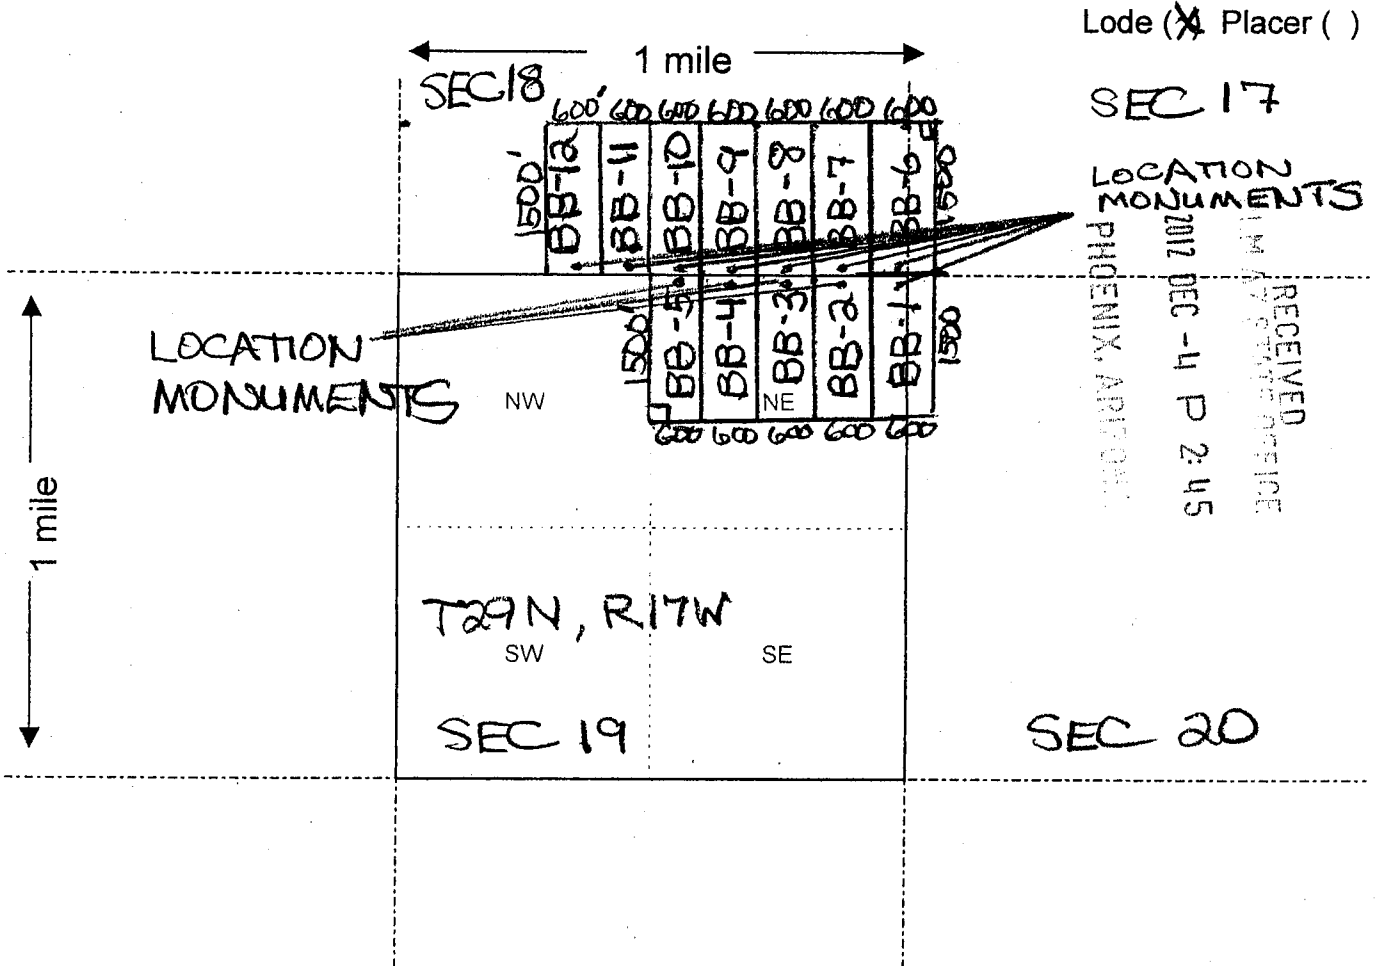 Lode (X) Placer ( )
1 mile
SEC 18
SEC 17
600' 600 600 600 600 600 600
1500'
BB-12
BB-11
BB-10
BB-9
BB-8
BB-7
BB-6
1500
LOCATION
MONUMENTS
RECEIVED
2012 DEC -4 P 2:45
PHOENIX, ARIZONA
LOCATION
MONUMENTS
1500'
BB-5
BB-4
BB-3
BB-2
BB-1
1500
NW
NE
600 600 600 600 600
1 mile
T29N, R17W
SW
SE
SEC 19
SEC 20